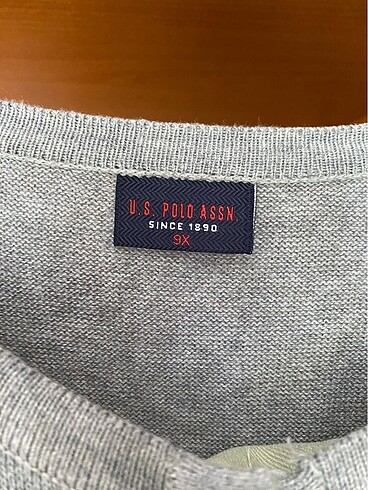 U.S. POLO ASSN.
SINCE 1890
9X